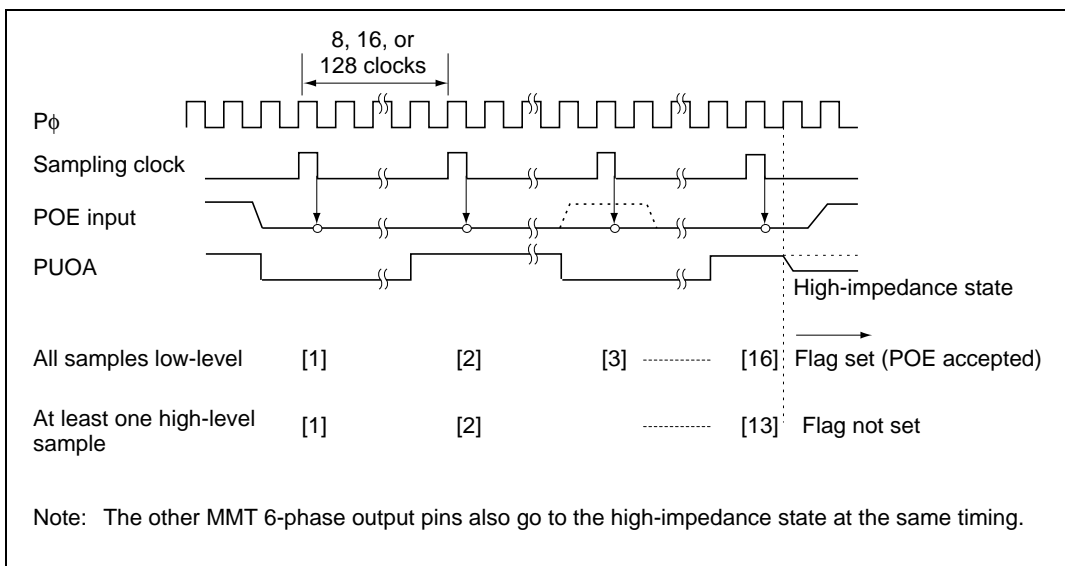 8, 16, or
128 clocks
Pϕ
Sampling clock
POE input
PUOA
High-impedance state
All samples low-level [1] [2] [3] [16] Flag set (POE accepted)
At least one high-level
sample [1] [2] [13] Flag not set
Note: The other MMT 6-phase output pins also go to the high-impedance state at the same timing.